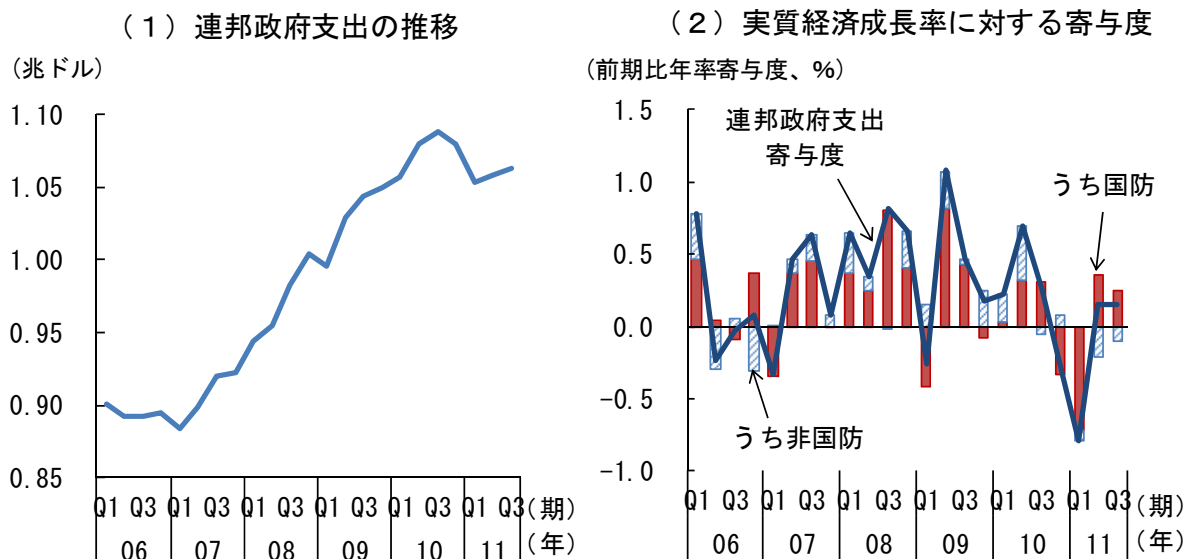 （１）連邦政府支出の推移
(兆ドル)
1.10
1.05
1.00
0.95
0.90
0.85
Q1 Q3 Q1 Q3 Q1 Q3 Q1 Q3 Q1 Q3 Q1 Q3 (期)
06 07 08 09 10 11 (年)
（２）実質経済成長率に対する寄与度
(前期比年率寄与度、%)
1.5
1.0
0.5
0.0
-0.5
-1.0
連邦政府支出
寄与度
うち国防
うち非国防
Q1 Q3 Q1 Q3 Q1 Q3 Q1 Q3 Q1 Q3 Q1 Q3 (期)
06 07 08 09 10 11 (年)